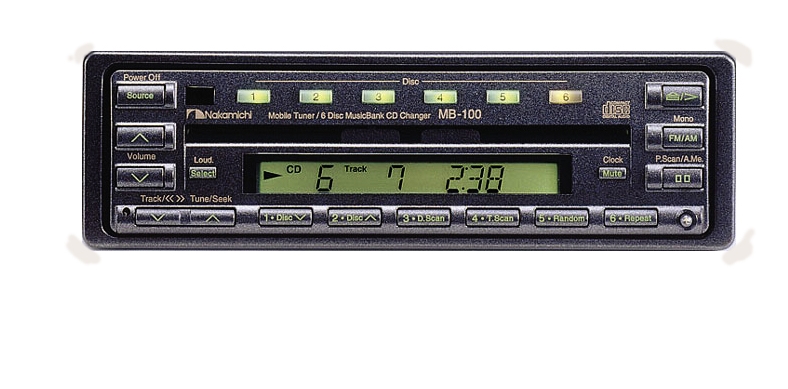 Power Off
Disc
Source
1 2 3 4 5 6
disc
Nakamichi Mobile Tuner / 6 Disc MusicBank CD Changer MB-100
Mono
FM/AM
Volume
Loud.
Clock
P.Scan/A.Me.
Select
CD 6 Track 7 2:38
Mute
Track/ Tune/Seek
1 • Disc
2 • Disc
3 • D.Scan
4 • T.Scan
5 • Random
6 • Repeat